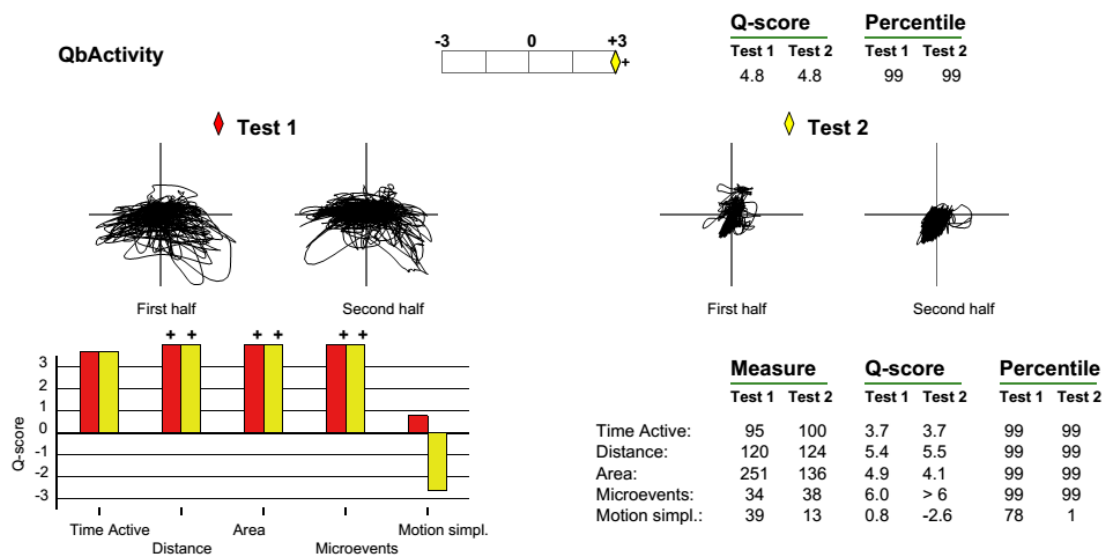 QbActivity
-3 0 +3
+
Q-score Percentile
Test 1 Test 2 Test 1 Test 2
4.8 4.8 99 99
Test 1
Test 2
First half
Second half
First half
Second half
+ + + + + +
3
2
1
0
-1
-2
-3
Q-score
Time Active
Distance
Area
Microevents
Motion simpl.
Measure Q-score Percentile
Test 1 Test 2 Test 1 Test 2 Test 1 Test 2
Time Active: 95 100 3.7 3.7 99 99
Distance: 120 124 5.4 5.5 99 99
Area: 251 136 4.9 4.1 99 99
Microevents: 34 38 6.0 > 6 99 99
Motion simpl.: 39 13 0.8 -2.6 78 1